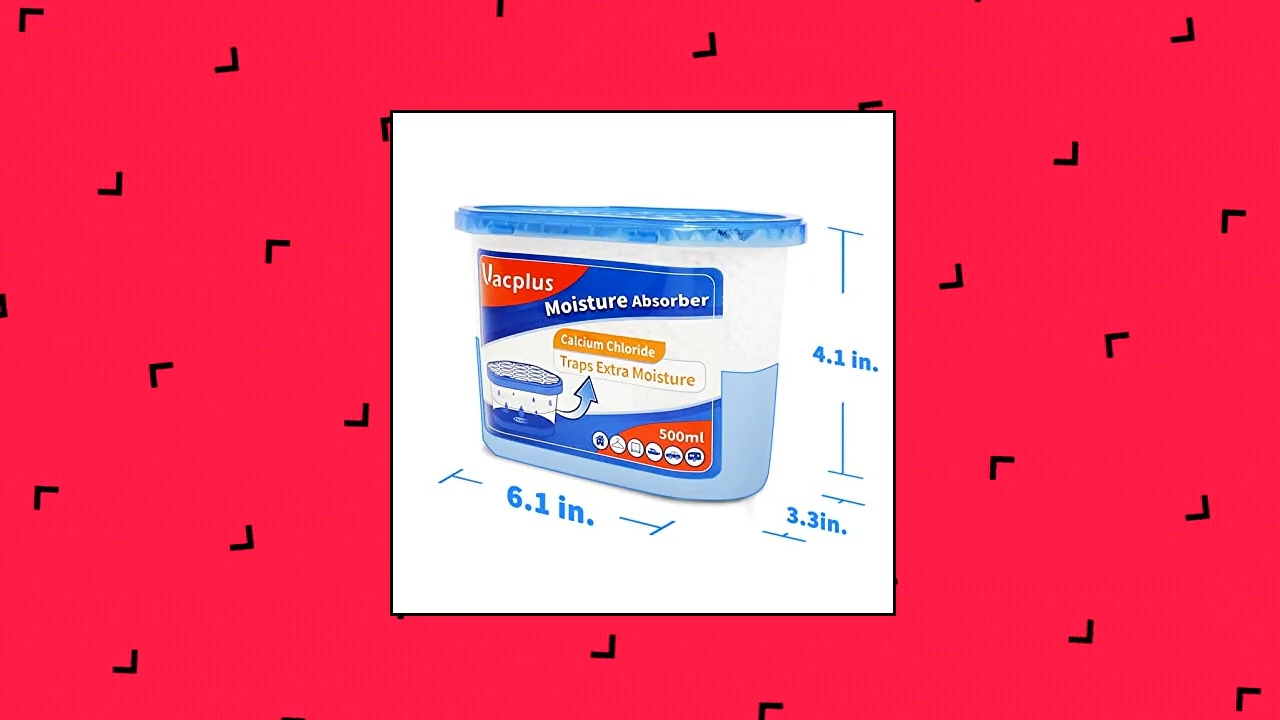 Vacplus
Moisture Absorber
Calcium Chloride
Traps Extra Moisture
500ml
4.1 in.
6.1 in.
3.3in.